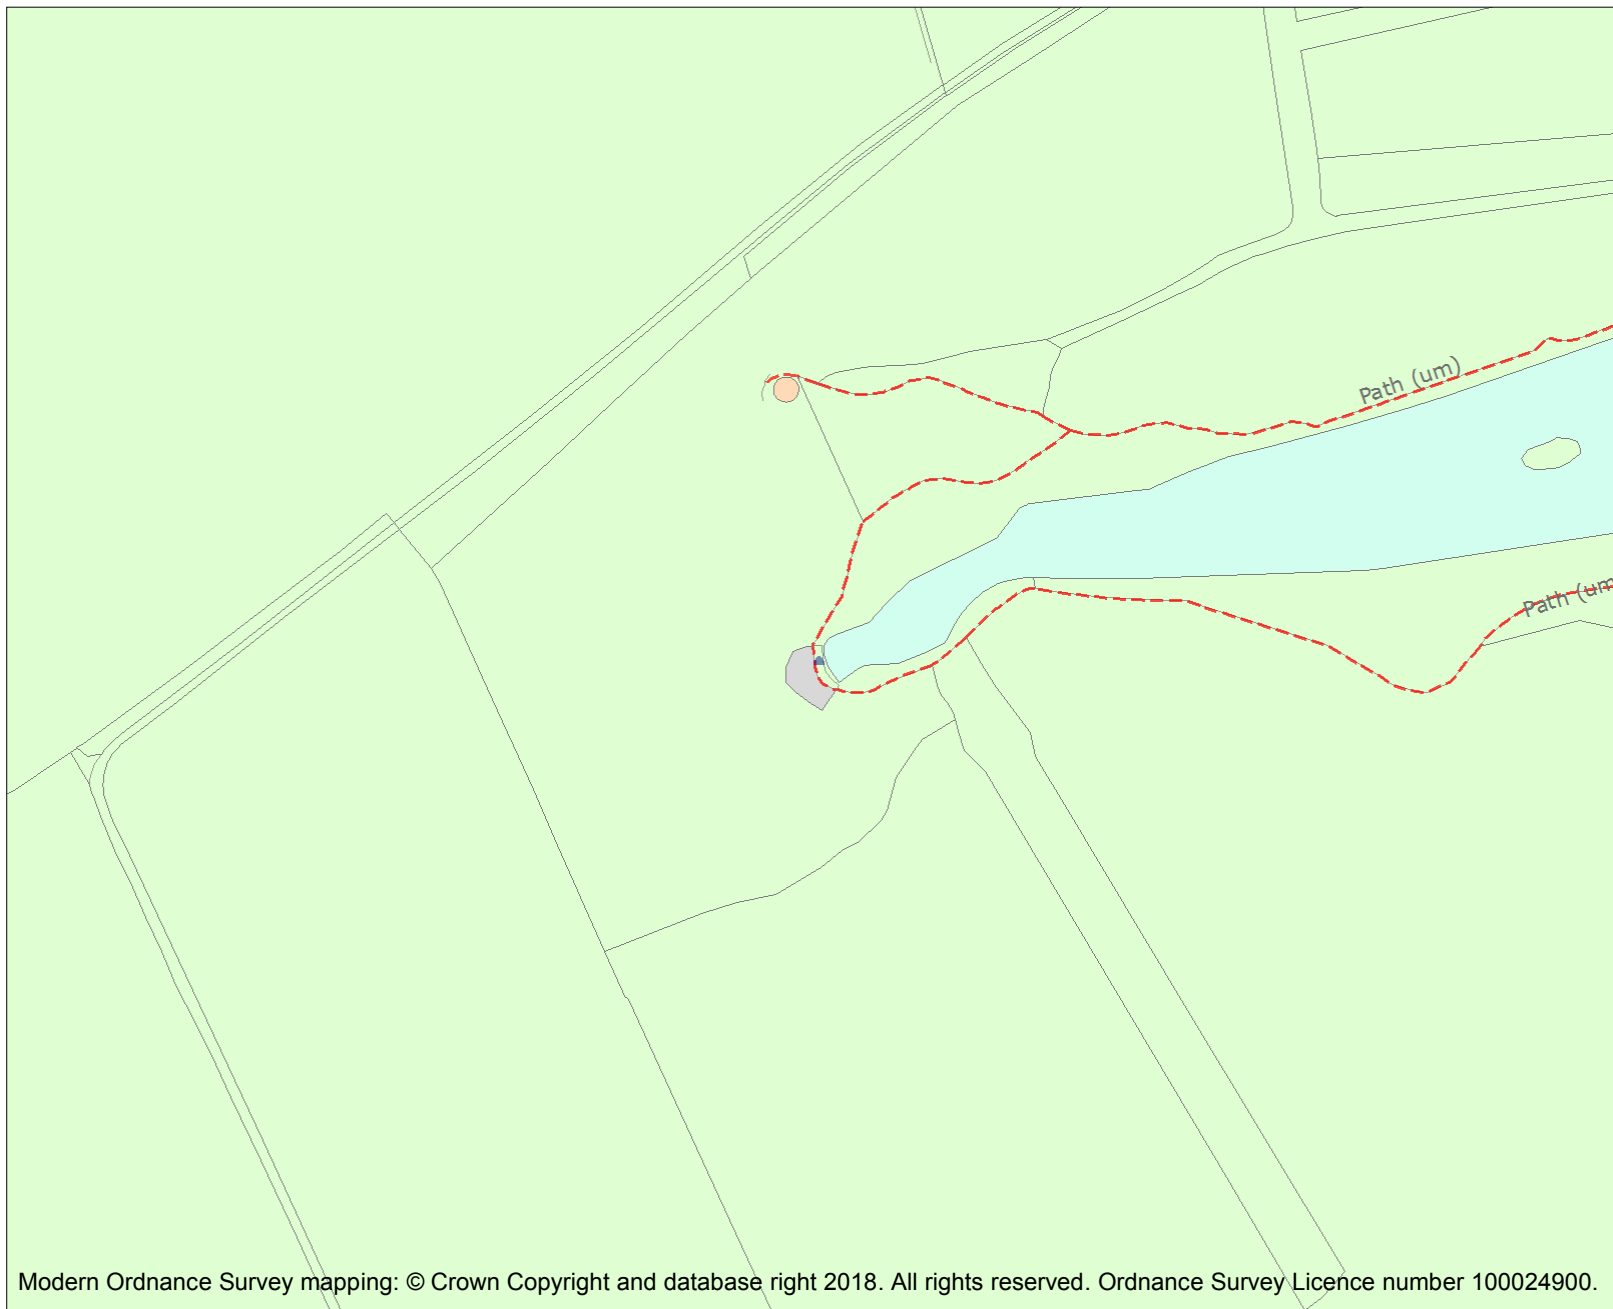 Path (um)
Path (um
Modern Ordnance Survey mapping: © Crown Copyright and database right 2018. All rights reserved. Ordnance Survey Licence number 100024900.